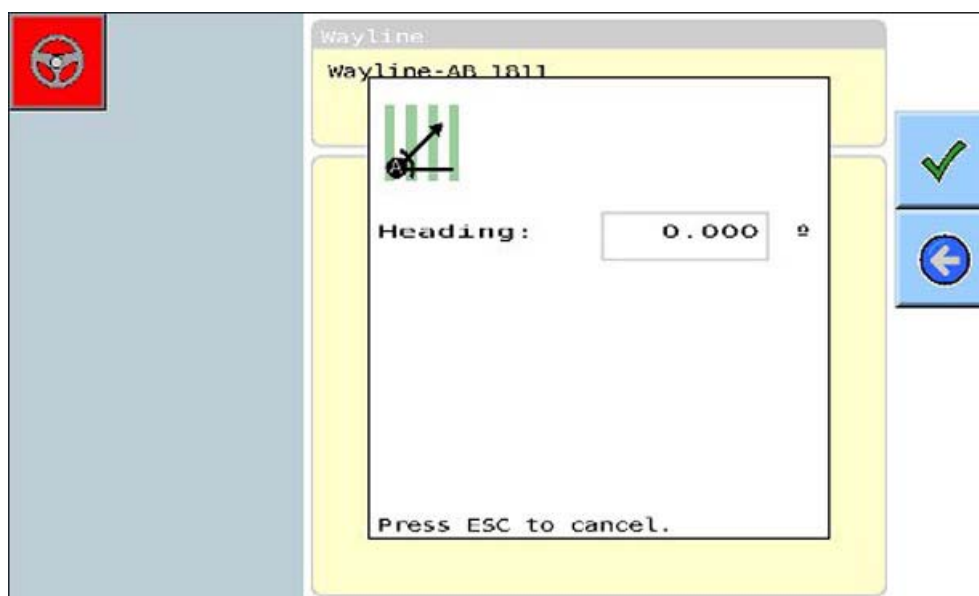 Wayline
Wayline-AB 1811
A
Heading: 0.000 º
Press ESC to cancel.